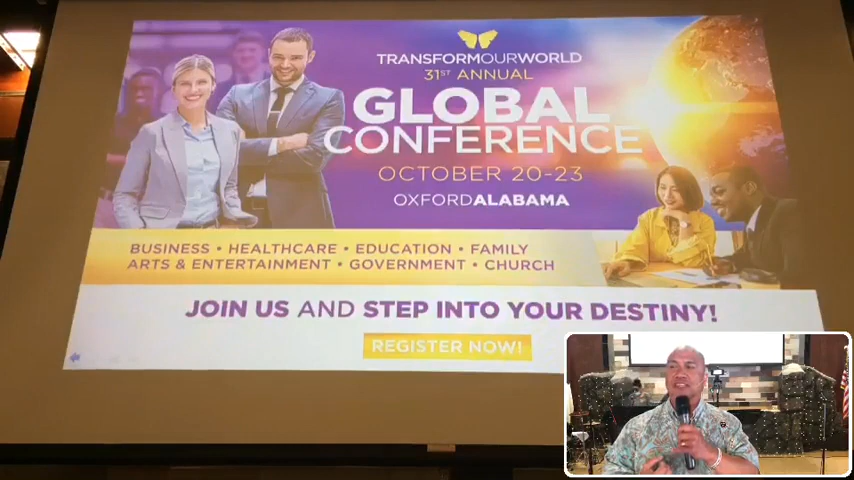 TRANSFORMOURWORLD
31ST ANNUAL
GLOBAL
CONFERENCE
OCTOBER 20-23
OXFORDALABAMA
BUSINESS • HEALTHCARE • EDUCATION • FAMILY
ARTS & ENTERTAINMENT • GOVERNMENT • CHURCH
JOIN US AND STEP INTO YOUR DESTINY!
REGISTER NOW!